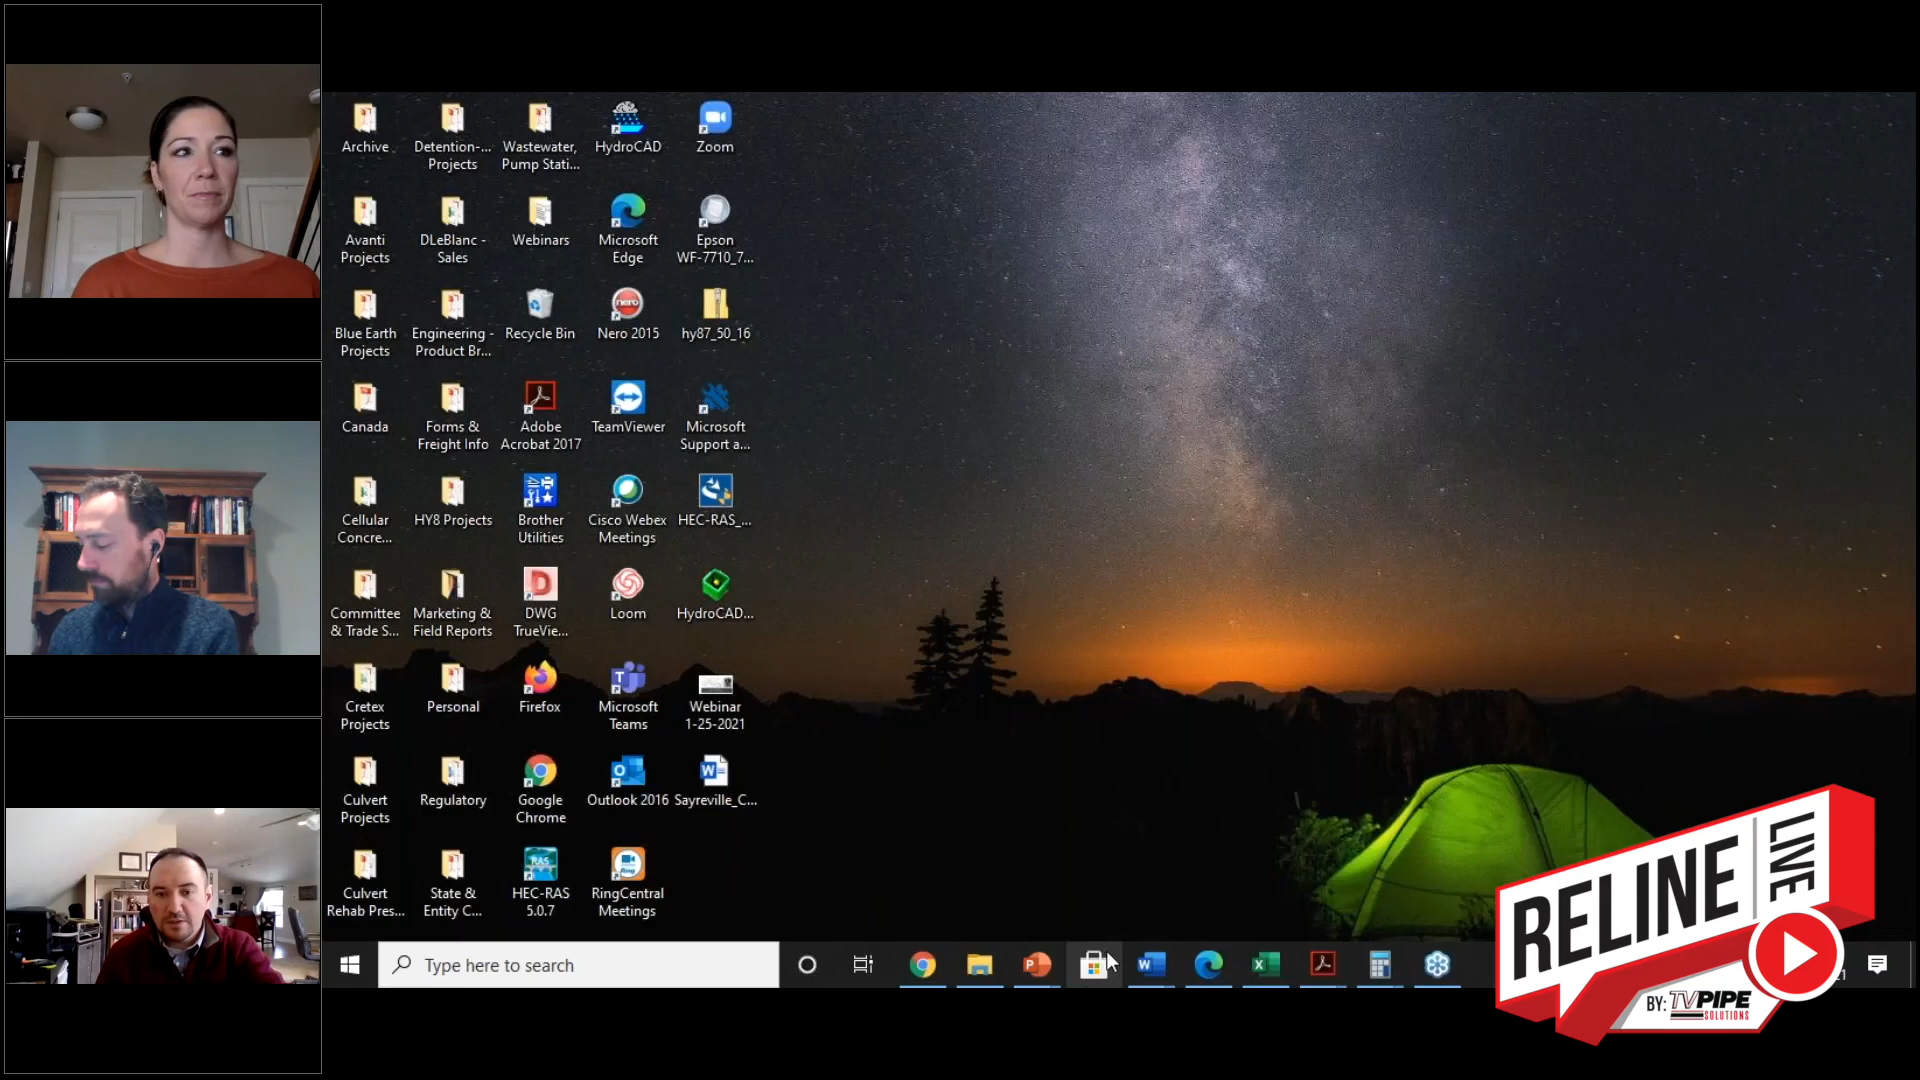 Archive
Detention-...
Projects
Wastewater,
Pump Stati...
HydroCAD
Zoom
Avanti
Projects
DLeBlanc -
Sales
Webinars
Microsoft
Edge
Epson
WF-7710_7...
Blue Earth
Projects
Engineering -
Product Br...
Recycle Bin
nero
Nero 2015
hy87_50_16
Canada
Forms &
Freight Info
Adobe
Acrobat 2017
TeamViewer
Microsoft
Support a...
Cellular
Concre...
HY8 Projects
Brother
Utilities
Cisco Webex
Meetings
HEC-RAS_...
Committee
& Trade S...
Marketing &
Field Reports
D
DWG
TrueVie...
Loom
HydroCAD...
Cretex
Projects
Personal
Firefox
T
Microsoft
Teams
Webinar
1-25-2021
Culvert
Projects
Regulatory
Google
Chrome
O
Outlook 2016
W
Sayreville_C...
Culvert
Rehab Pres...
State &
Entity C...
RAS
HEC-RAS
5.0.7
Ring
RingCentral
Meetings
Type here to search
P
W
X
RELINE LIVE
BY: TVPIPE
SOLUTIONS